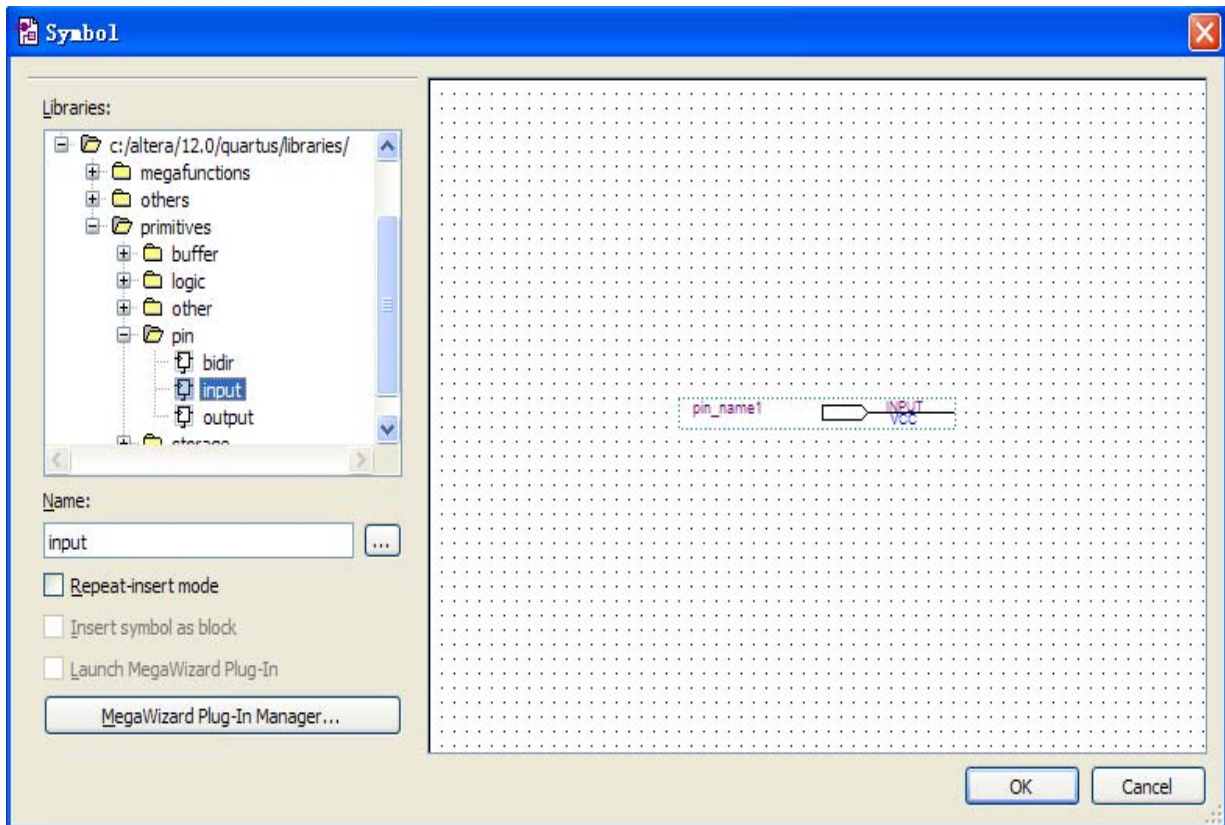 Symbol
Libraries:
c:/altera/12.0/quartus/libraries/
megafunctions
others
primitives
buffer
logic
other
pin
bidir
input
output
storage
Name:
input
...
Repeat-insert mode
Insert symbol as block
Launch MegaWizard Plug-In
MegaWizard Plug-In Manager...
pin_name1
INPUT
VCC
OK
Cancel